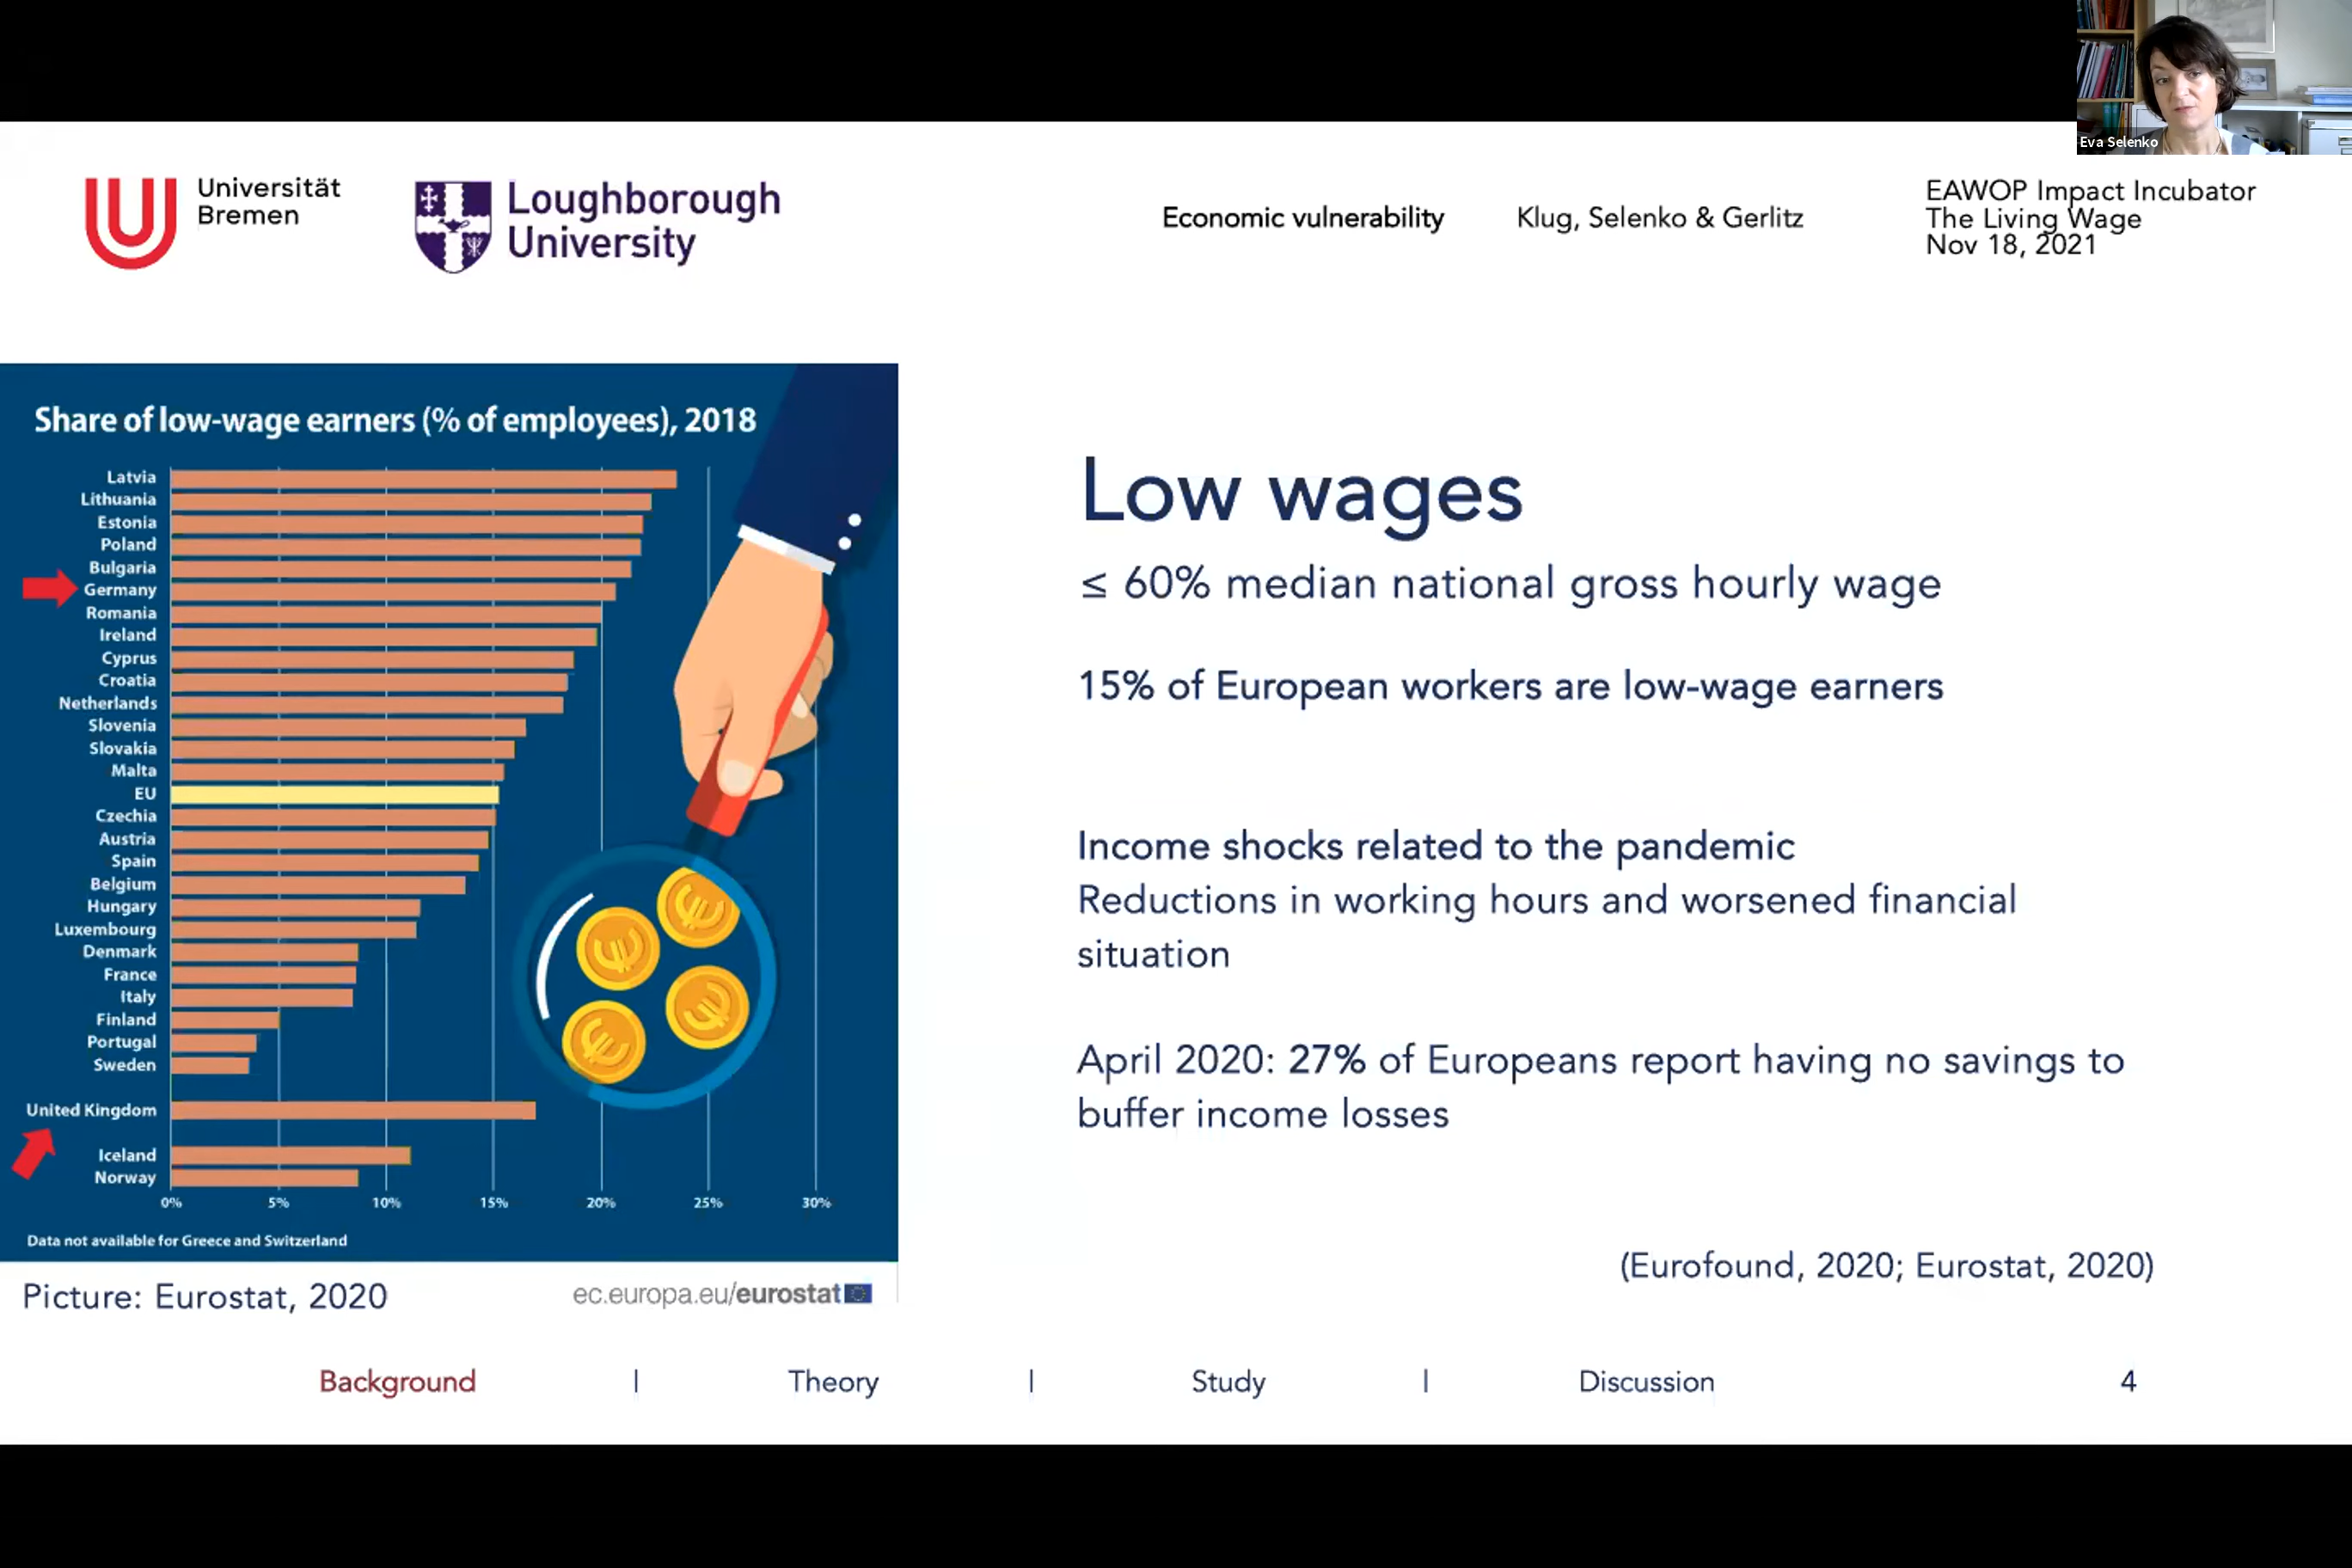 Eva Selenko
Universität
Bremen
Loughborough
University
Economic vulnerability
Klug, Selenko & Gerlitz
EAWOP Impact Incubator
The Living Wage
Nov 18, 2021
Share of low-wage earners (% of employees), 2018
Latvia
Lithuania
Estonia
Poland
Bulgaria
Germany
Romania
Ireland
Cyprus
Croatia
Netherlands
Slovenia
Slovakia
Malta
EU
Czechia
Austria
Spain
Belgium
Hungary
Luxembourg
Denmark
France
Italy
Finland
Portugal
Sweden
United Kingdom
Iceland
Norway
0% 5% 10% 15% 20% 25% 30%
Data not available for Greece and Switzerland
Picture: Eurostat, 2020
ec.europa.eu/eurostat
Low wages
≤ 60% median national gross hourly wage
15% of European workers are low-wage earners
Income shocks related to the pandemic
Reductions in working hours and worsened financial
situation
April 2020: 27% of Europeans report having no savings to
buffer income losses
(Eurofound, 2020; Eurostat, 2020)
Background | Theory | Study | Discussion 4